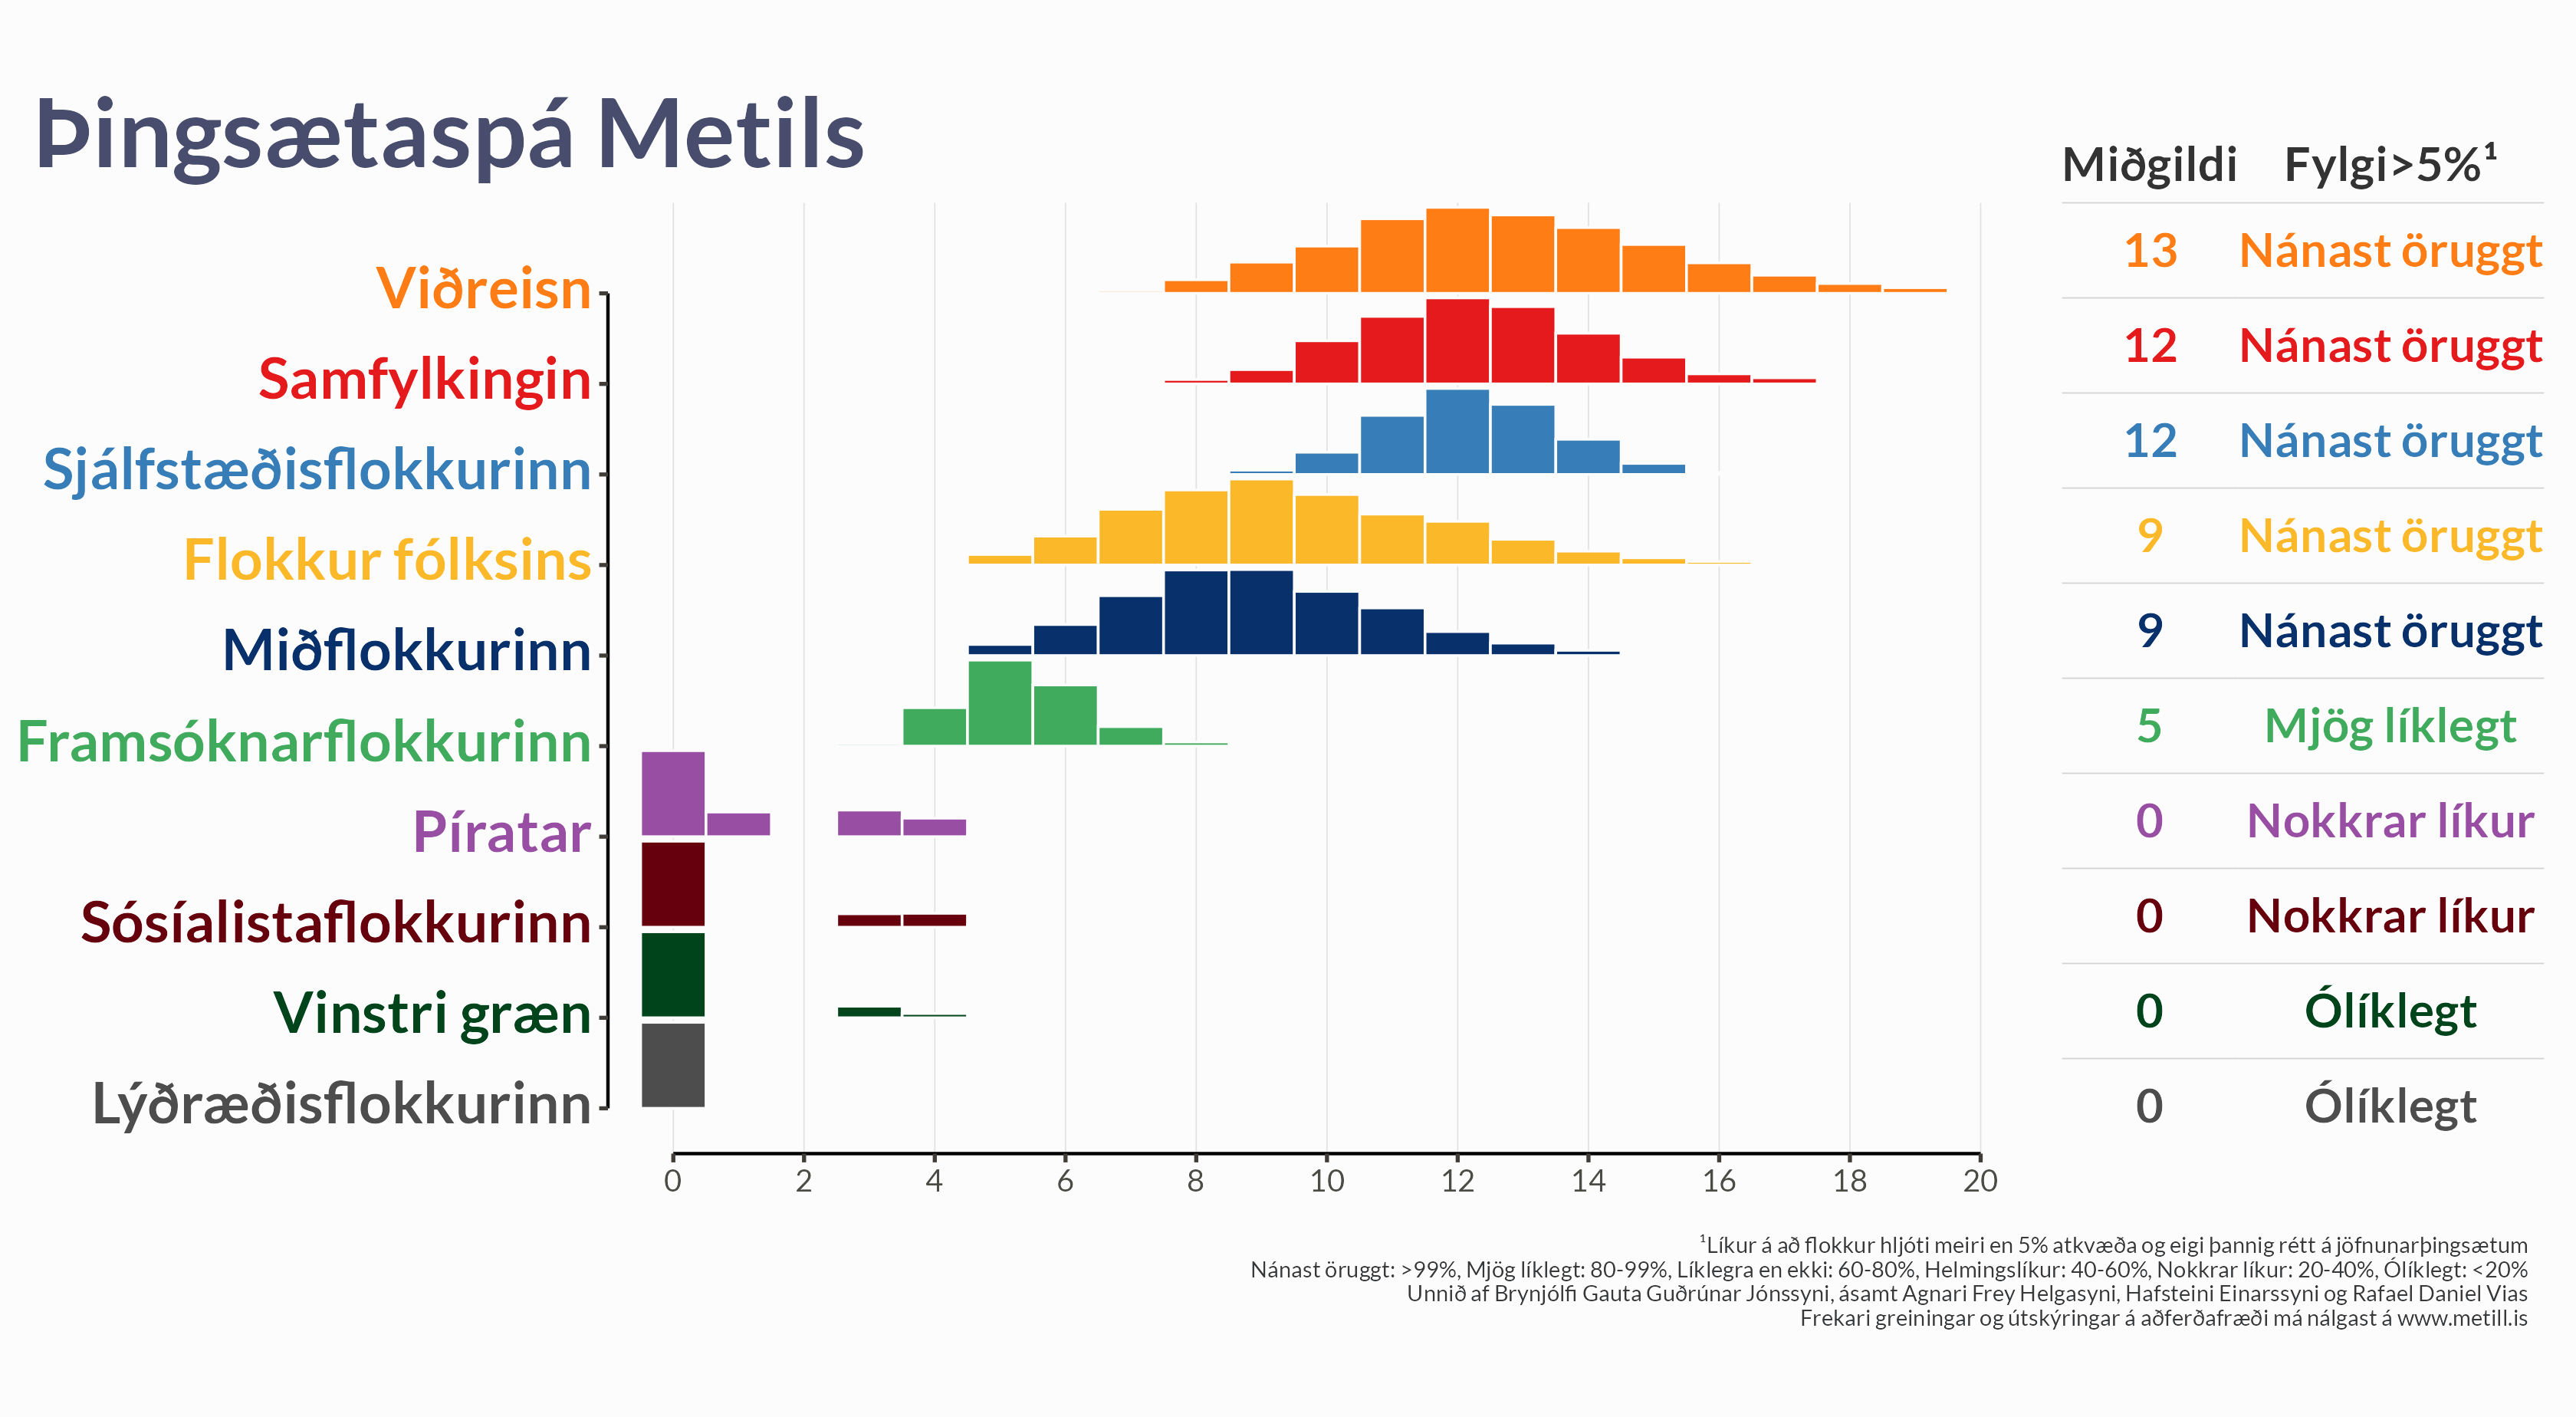 Þingsætaspá Metils
Miðgildi Fylgi>5%¹
Viðreisn 13 Nánast öruggt
Samfylkingin 12 Nánast öruggt
Sjálfstæðisflokkurinn 12 Nánast öruggt
Flokkur fólksins 9 Nánast öruggt
Miðflokkurinn 9 Nánast öruggt
Framsóknarflokkurinn 5 Mjög líklegt
Píratar 0 Nokkrar líkur
Sósíalistaflokkurinn 0 Nokkrar líkur
Vinstri græn 0 Ólíklegt
Lýðræðisflokkurinn 0 Ólíklegt
0 2 4 6 8 10 12 14 16 18 20
¹Líkur á að flokkur hljóti meiri en 5% atkvæða og eigi þannig rétt á jöfnunarþingsætum
Nánast öruggt: >99%, Mjög líklegt: 80-99%, Líklegra en ekki: 60-80%, Helmingslíkur: 40-60%, Nokkrar líkur: 20-40%, Ólíklegt: <20%
Unnið af Brynjólfi Gauta Guðrúnar Jónssyni, ásamt Agnari Frey Helgasyni, Hafsteini Einarssyni og Rafael Daniel Vias
Frekari greiningar og útskýringar á aðferðafræði má nálgast á www.metill.is